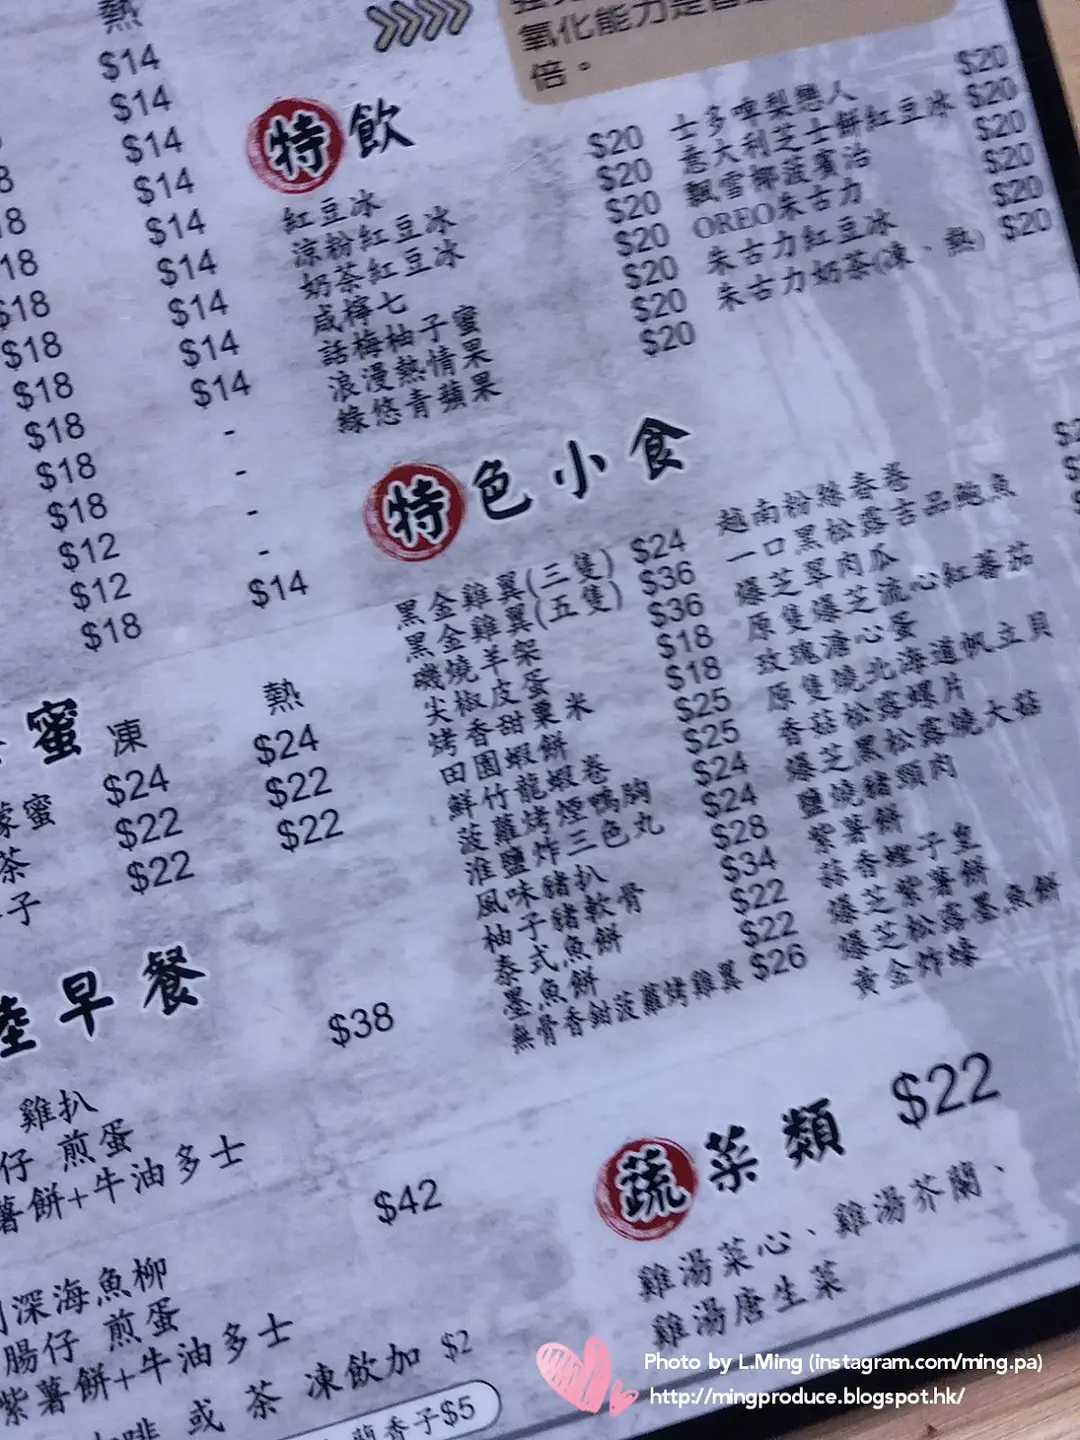 熱
$14
$14
$14
$14
$14
$14
$14
$14
$14
-
-
-
-
$14
$18
$18
$18
$18
$18
$18
$18
$12
$12
$18
氧化能力是
倍。
特飲
紅豆冰 $20
涼粉紅豆冰 $20
奶茶紅豆冰 $20
咸檸七 $20
話梅柚子蜜 $20
浪漫熱情果 $20
綠悠青蘋果 $20
士多啤梨戀人 $20
意大利芝士餅紅豆冰 $20
飄雪椰菠賓治 $20
OREO朱古力 $20
朱古力紅豆冰 $20
朱古力奶茶(凍、熱) $20
特色小食
黑金雞翼(三隻) $24
黑金雞翼(五隻) $36
磯燒羊架 $36
尖椒皮蛋 $18
烤香甜粟米 $18
田園蝦餅 $25
鮮竹龍蝦卷 $25
菠蘿烤煙鴨胸 $24
淮鹽炸三色丸 $24
風味豬扒 $28
柚子豬軟骨 $34
泰式魚餅 $22
墨魚餅 $22
無骨香鉗菠蘿烤雞翼 $26
越南粉絲春卷
一口黑松露吉品鮑魚
爆芝翠肉瓜
原隻爆芝流心紅蕃茄
玫瑰溏心蛋
原隻燒北海道帆立貝
香菇松露螺片
爆芝黑松露燒大菇
鹽燒豬頸肉
紫薯餅
蒜香蟶子皇
爆芝紫薯餅
爆芝松露墨魚餅
黃金炸蠔
蔬菜類 $22
雞湯菜心、雞湯芥蘭、
雞湯唐生菜
蜜 凍 熱
蜜 $24 $24
茶 $22 $22
子 $22 $22
早餐
$38
雞扒
仔 煎蛋
薯餅+牛油多士
$42
深海魚柳
腸仔 煎蛋
紫薯餅+牛油多士
啡 或 茶 凍飲加 $2
蘭香子$5
Photo by L.Ming (instagram.com/ming.pa)
http://mingproduce.blogspot.hk/